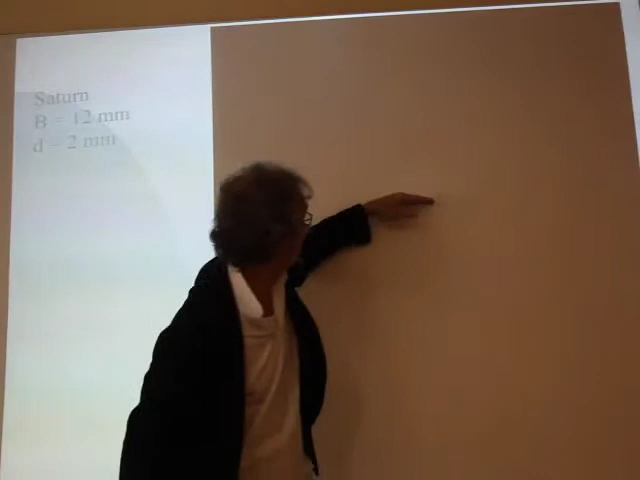 Saturn
B = 12 mm
d = 2 mm